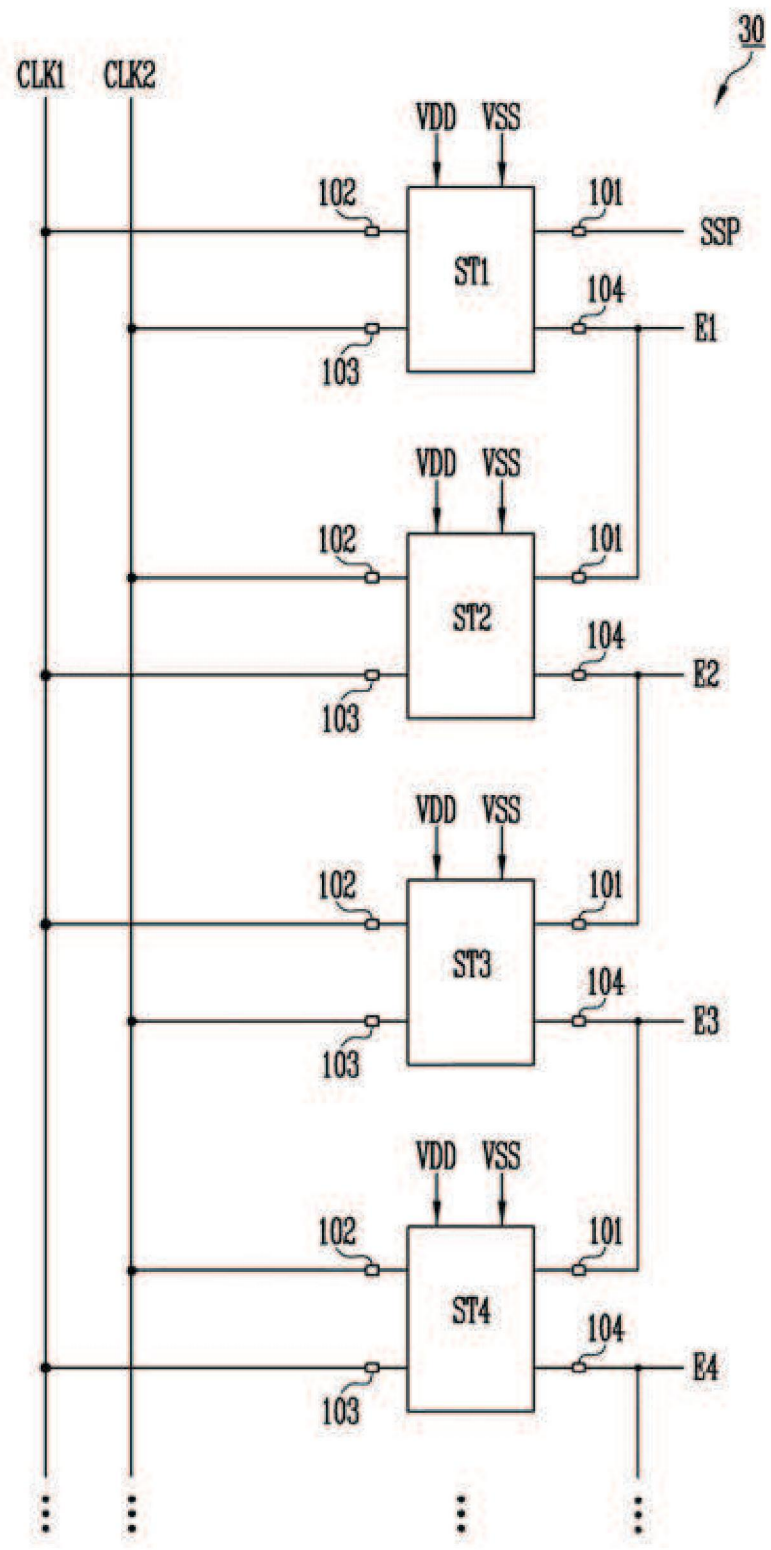 30
CLK1 CLK2
VDD VSS
102 101
SSP
ST1
104
E1
103
VDD VSS
102 101
ST2
104
E2
103
VDD VSS
102 101
ST3
104
E3
103
VDD VSS
102 101
ST4
104
E4
103